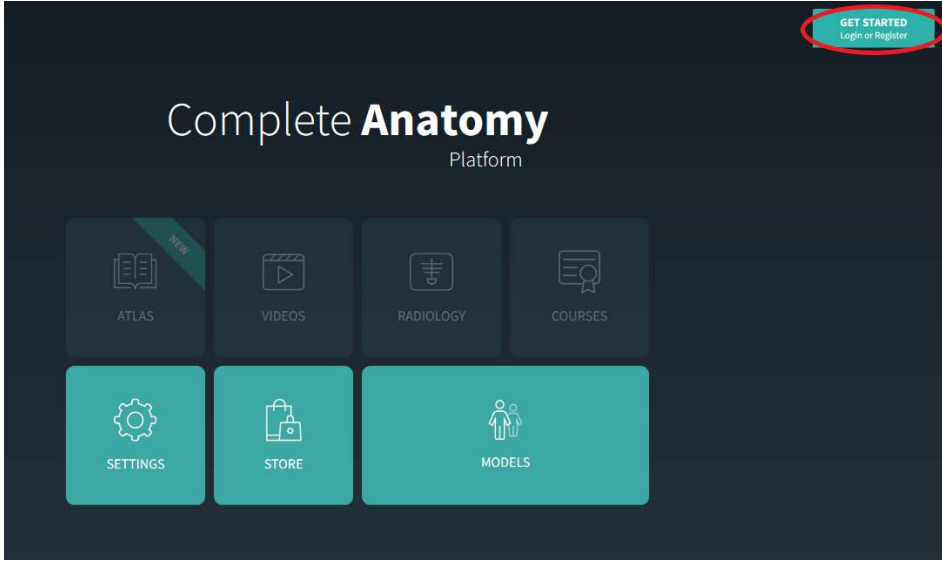 GET STARTED
Login or Register
Complete Anatomy
Platform
NEW
ATLAS
VIDEOS
RADIOLOGY
COURSES
SETTINGS
STORE
MODELS